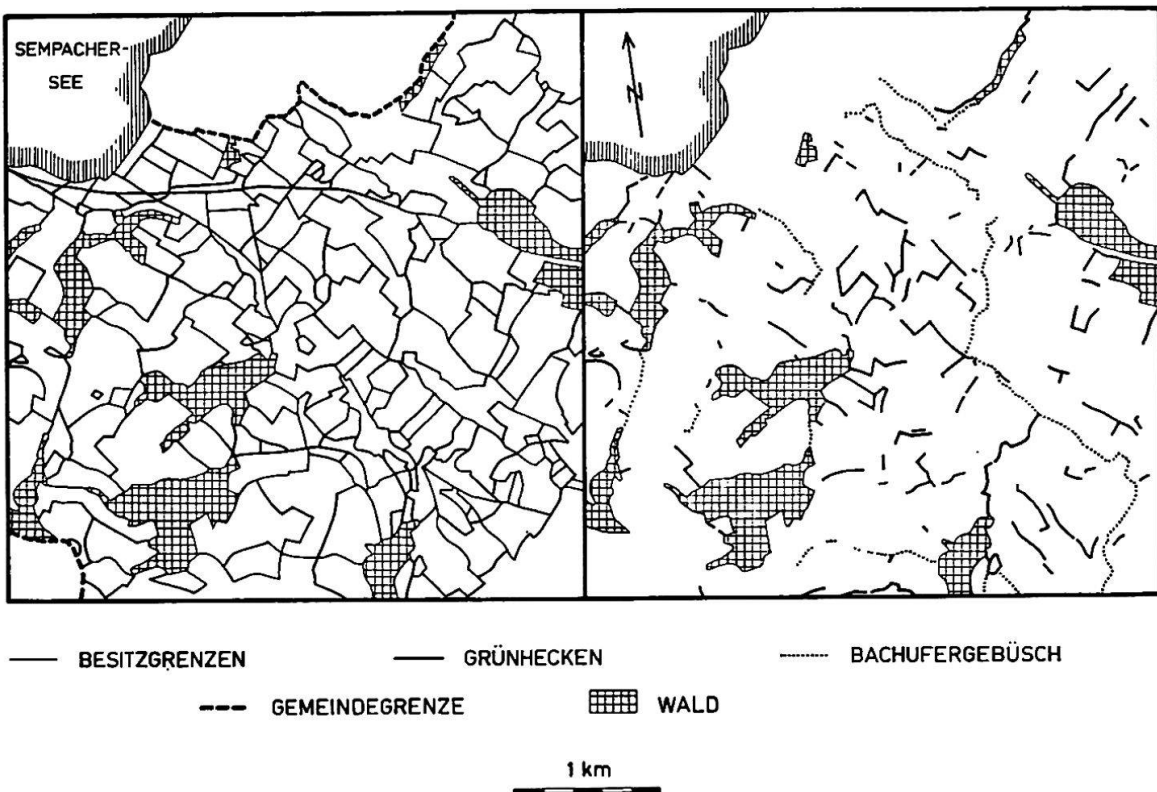 SEMPACHER-
SEE
N
BESITZGRENZEN
GRÜNHECKEN
BACHUFERGEBÜSCH
GEMEINDEGRENZE
WALD
1 km